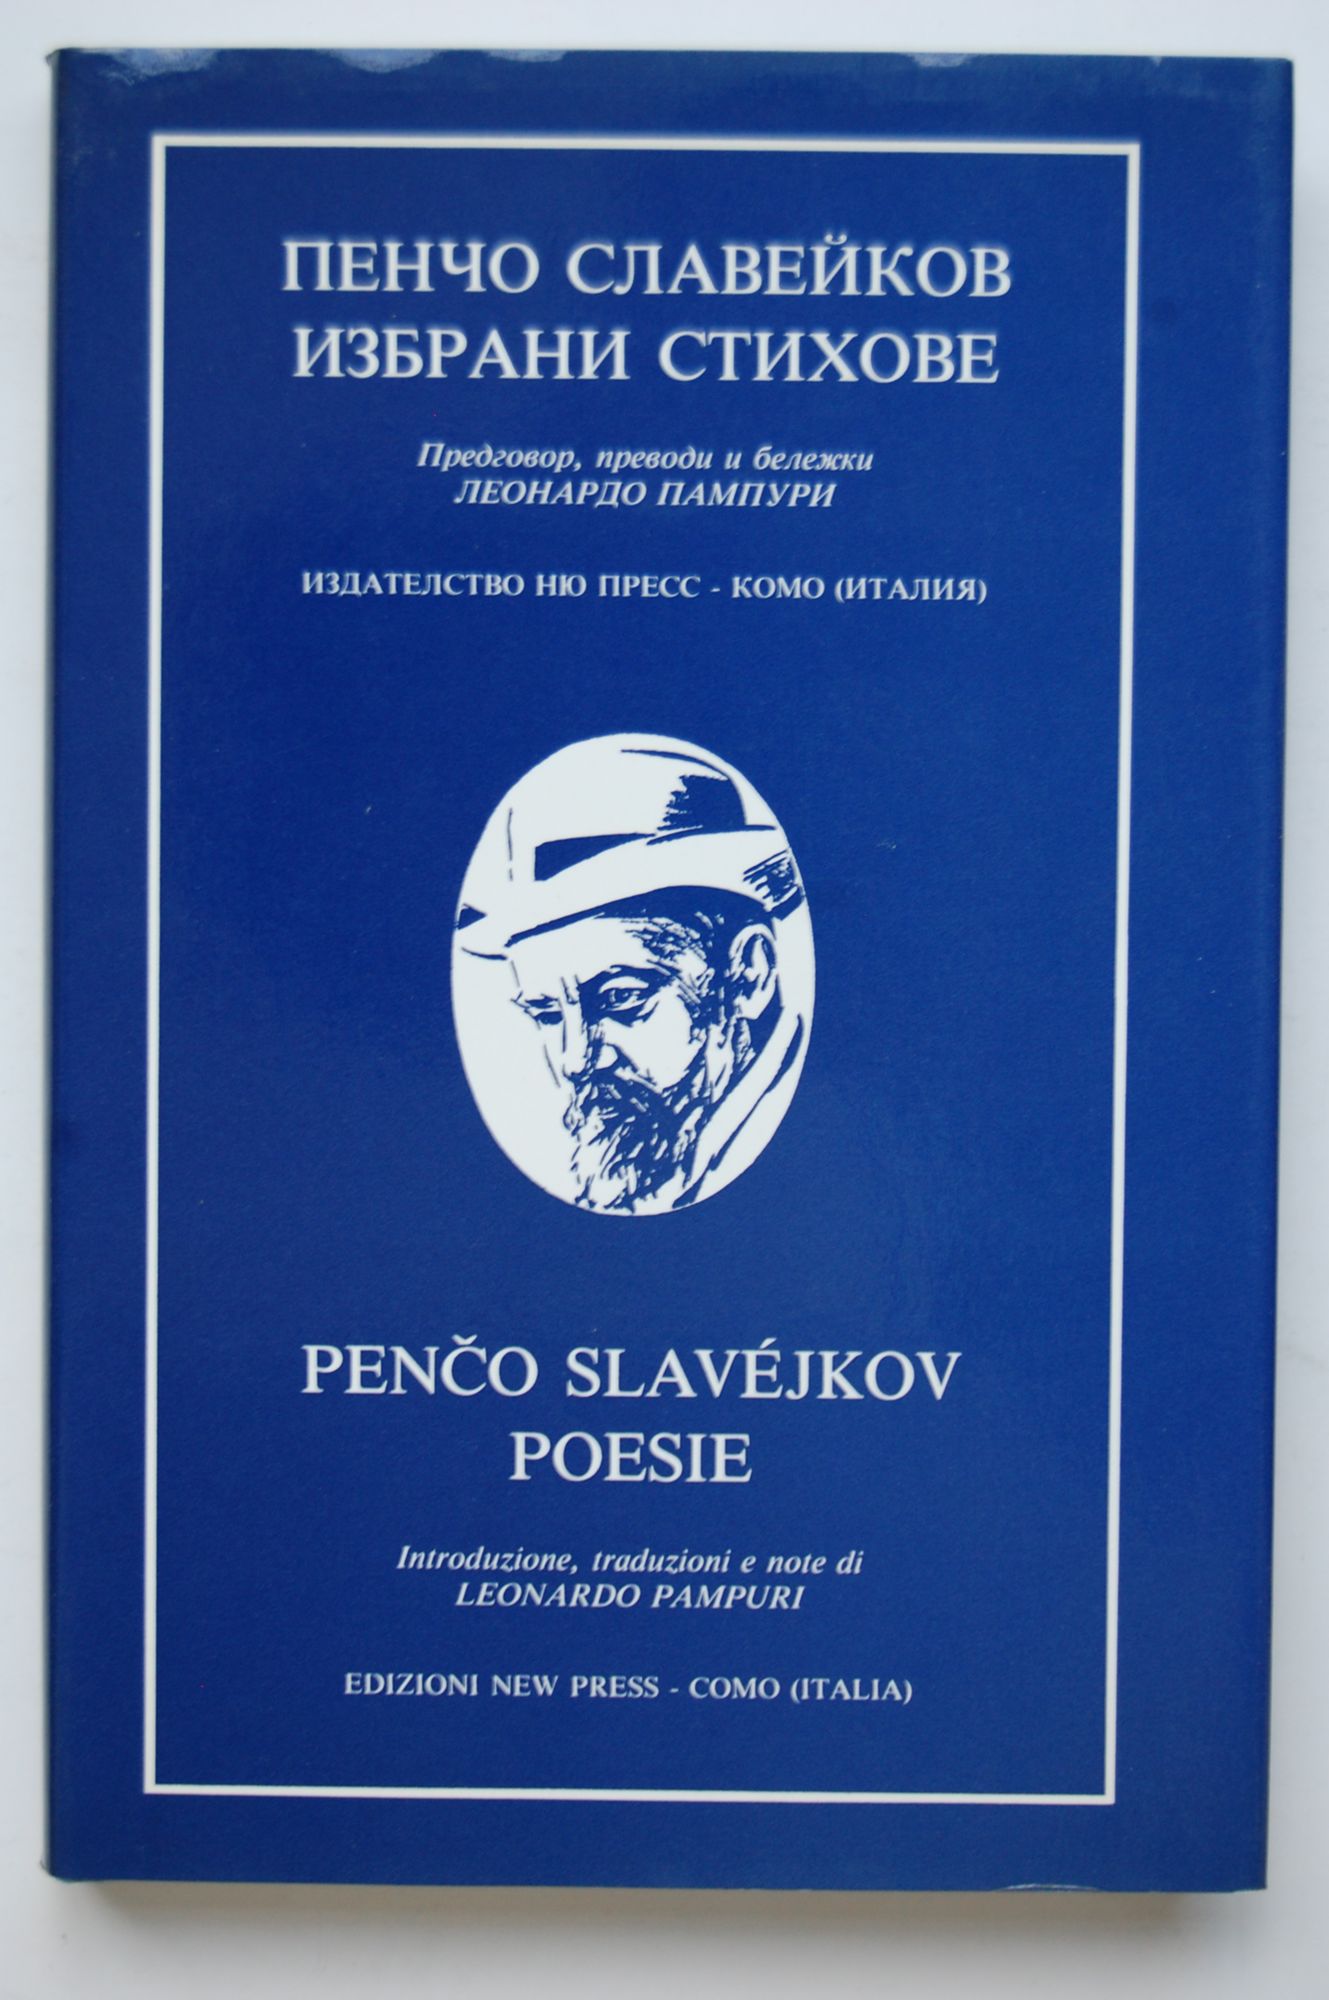 ПЕНЧО СЛАВЕЙКОВ
ИЗБРАНИ СТИХОВЕ
Предговор, преводи и бележки
ЛЕОНАРДО ПАМПУРИ
ИЗДАТЕЛСТВО НЮ ПРЕСС - КОМО (ИТАЛИЯ)
PENČO SLAVÉJKOV
POESIE
Introduzione, traduzioni e note di
LEONARDO PAMPURI
EDIZIONI NEW PRESS - COMO (ITALIA)